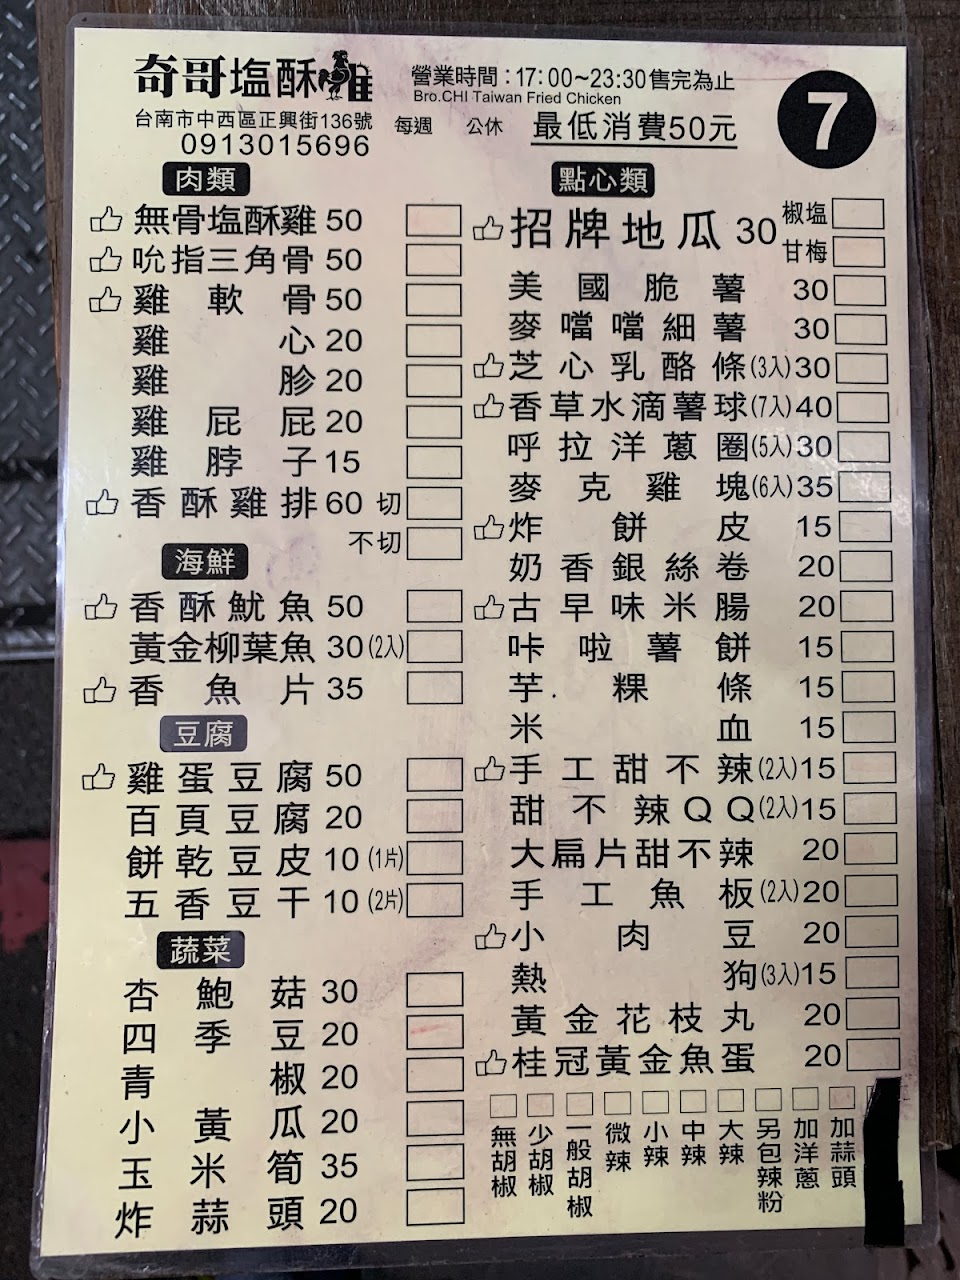 奇哥塩酥雞
營業時間：17:00~23:30售完為止
Bro.CHI Taiwan Fried Chicken
台南市中西區正興街136號 每週 公休 最低消費50元
0913015696
7
肉類
無骨塩酥雞 50
吮指三角骨 50
雞軟骨 50
雞心 20
雞胗 20
雞屁屁 20
雞脖子 15
香酥雞排 60 切
不切
海鮮
香酥魷魚 50
黃金柳葉魚 30(2入)
香魚片 35
豆腐
雞蛋豆腐 50
百頁豆腐 20
餅乾豆皮 10 (1片)
五香豆干 10 (2片)
蔬菜
杏鮑菇 30
四季豆 20
青椒 20
小黃瓜 20
玉米筍 35
炸蒜頭 20
點心類
招牌地瓜 30 椒塩
甘梅
美國脆薯 30
麥噹噹細薯 30
芝心乳酪條(3入)30
香草水滴薯球(7入)40
呼拉洋蔥圈(5入)30
麥克雞塊(6入)35
炸餅皮 15
奶香銀絲卷 20
古早味米腸 20
咔啦薯餅 15
芋.粿條 15
米血 15
手工甜不辣(2入)15
甜不辣QQ(2入)15
大扁片甜不辣 20
手工魚板(2入)20
小肉豆 20
熱狗(3入)15
黃金花枝丸 20
桂冠黃金魚蛋 20
無胡椒
少胡椒
一般胡椒
微辣
小辣
中辣
大辣
另包辣粉
加洋蔥
加蒜頭